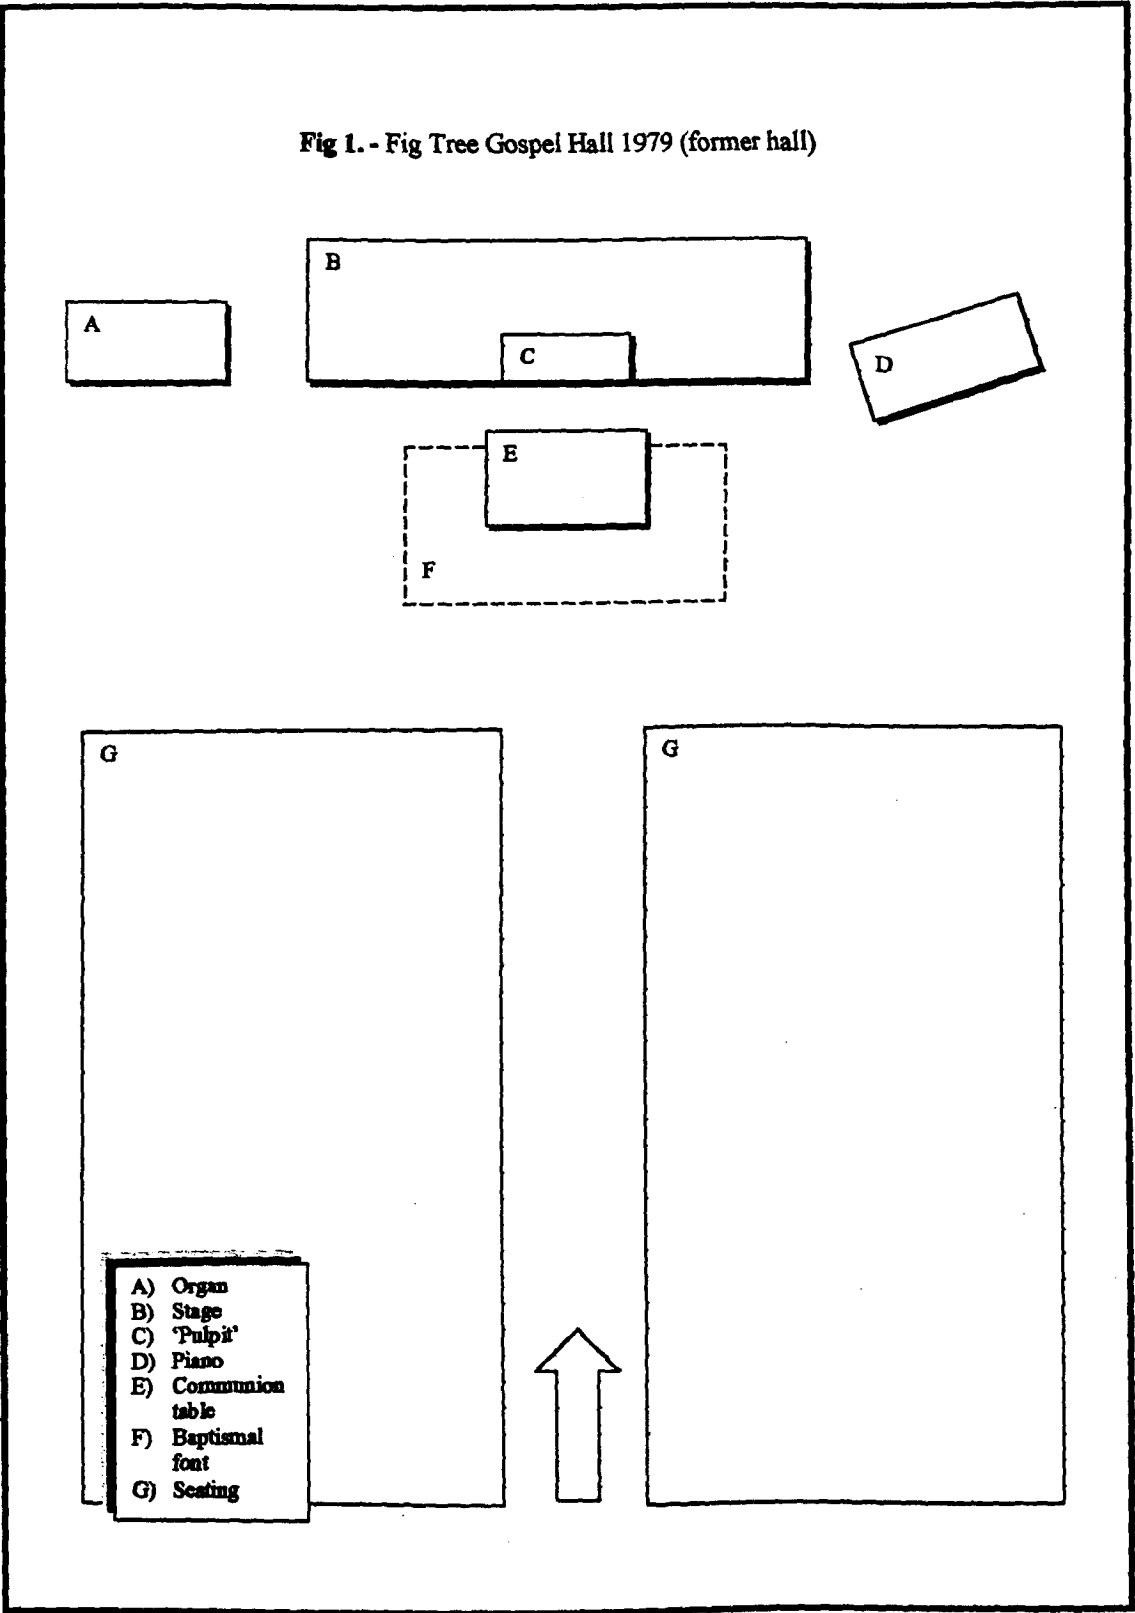 Fig 1. - Fig Tree Gospel Hall 1979 (former hall)
B
A
C
D
E
F
G
G
A) Organ
B) Stage
C) ‘Pulpit’
D) Piano
E) Communion
table
F) Baptismal
font
G) Seating